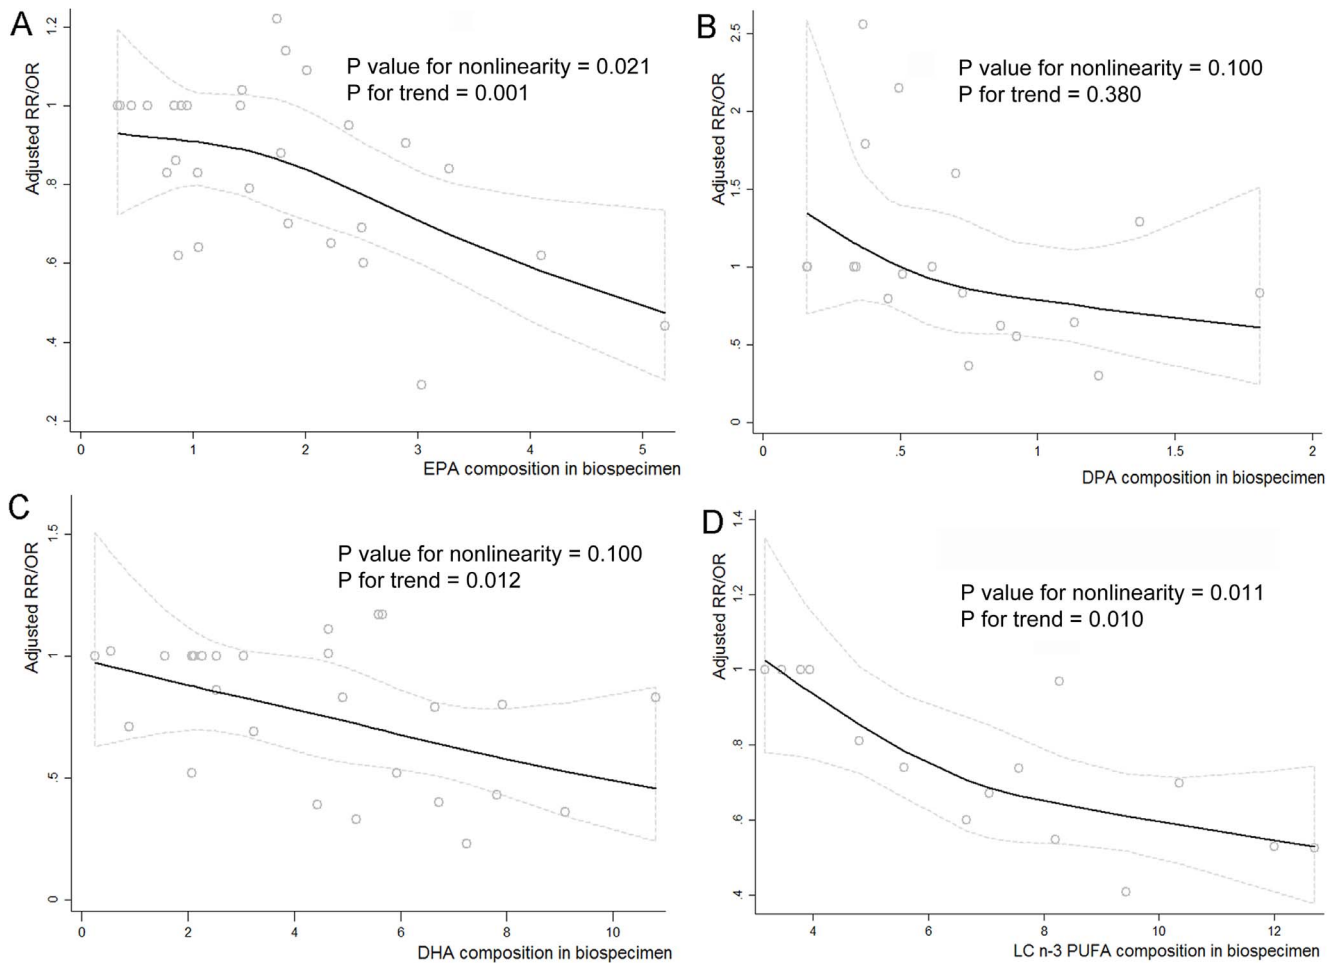 A
P value for nonlinearity = 0.021
P for trend = 0.001
Adjusted RR/OR
1.2
1
.8
.6
.4
.2
0 1 2 3 4 5
EPA composition in biospecimen
B
P value for nonlinearity = 0.100
P for trend = 0.380
Adjusted RR/OR
2.5
2
1.5
1
.5
0
0 .5 1 1.5 2
DPA composition in biospecimen
C
P value for nonlinearity = 0.100
P for trend = 0.012
Adjusted RR/OR
1.5
1
.5
0
0 2 4 6 8 10
DHA composition in biospecimen
D
P value for nonlinearity = 0.011
P for trend = 0.010
Adjusted RR/OR
1.4
1.2
1
.8
.6
.4
4 6 8 10 12
LC n-3 PUFA composition in biospecimen